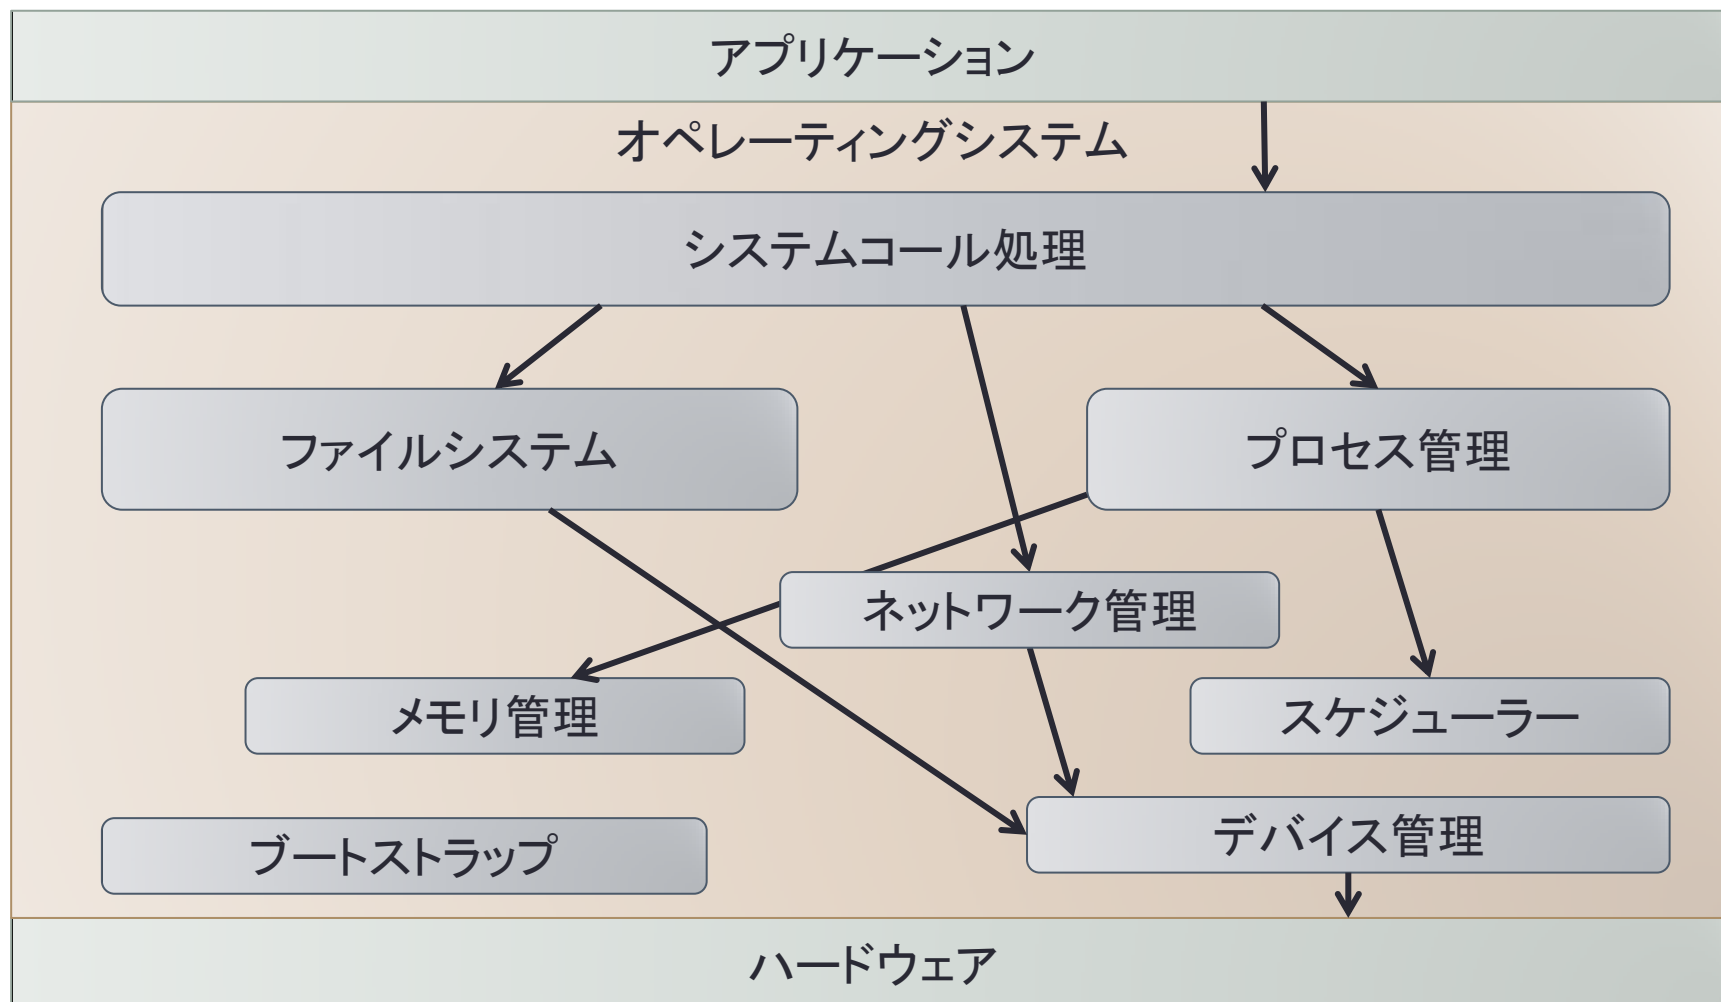 アプリケーション
オペレーティングシステム
システムコール処理
ファイルシステム
プロセス管理
ネットワーク管理
メモリ管理
スケジューラー
ブートストラップ
デバイス管理
ハードウェア